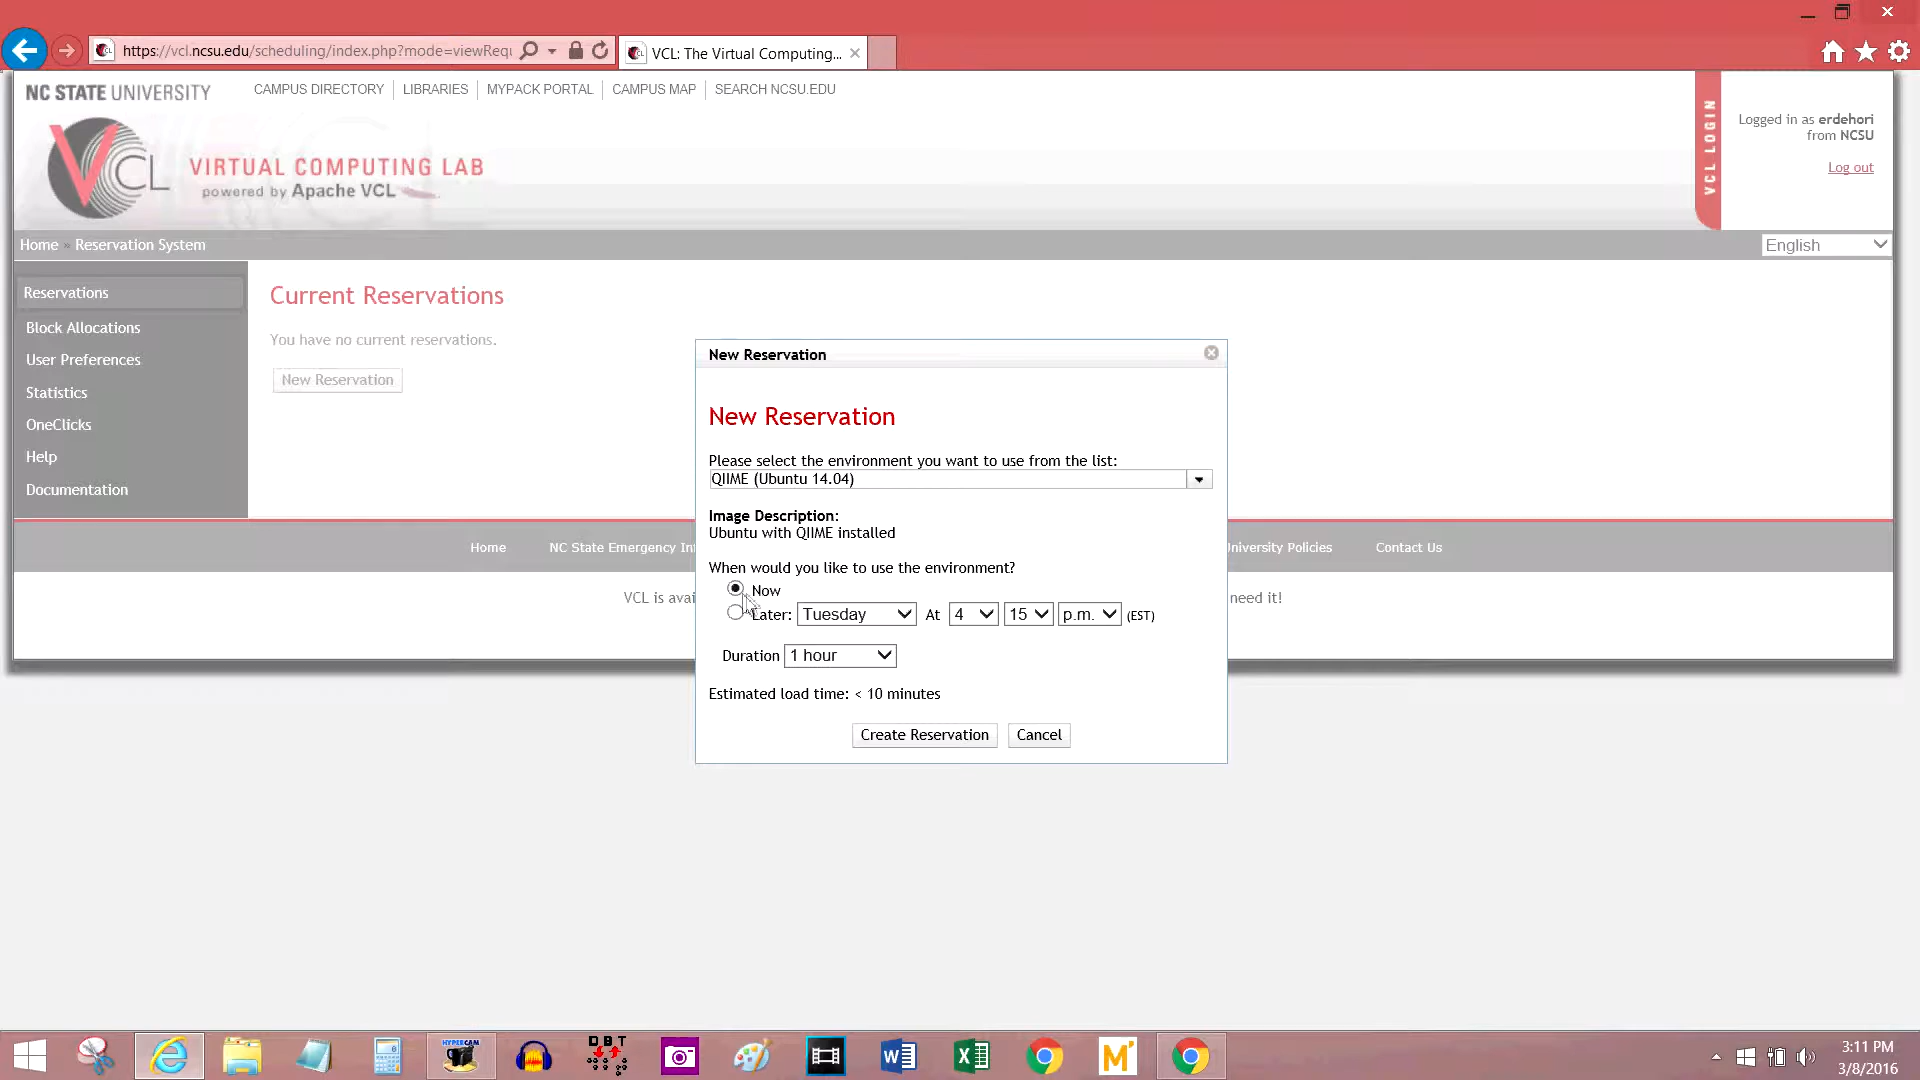 https://vcl.ncsu.edu/scheduling/index.php?mode=viewRequ
VCL: The Virtual Computing...
NC STATE UNIVERSITY
CAMPUS DIRECTORY
LIBRARIES
MYPACK PORTAL
CAMPUS MAP
SEARCH NCSU.EDU
VCL
VIRTUAL COMPUTING LAB
powered by Apache VCL
VCL LOGIN
Logged in as erdehori
from NCSU
Log out
Home » Reservation System
English
Reservations
Block Allocations
User Preferences
Statistics
OneClicks
Help
Documentation
Current Reservations
You have no current reservations.
New Reservation
New Reservation
New Reservation
Please select the environment you want to use from the list:
QIIME (Ubuntu 14.04)
Image Description:
Ubuntu with QIIME installed
When would you like to use the environment?
Now
Later: Tuesday At 4 15 p.m. (EST)
Duration 1 hour
Estimated load time: < 10 minutes
Create Reservation
Cancel
Home
NC State Emergency In
University Policies
Contact Us
VCL is avai
need it!
HYPERCAM
DBT
M
3:11 PM
3/8/2016